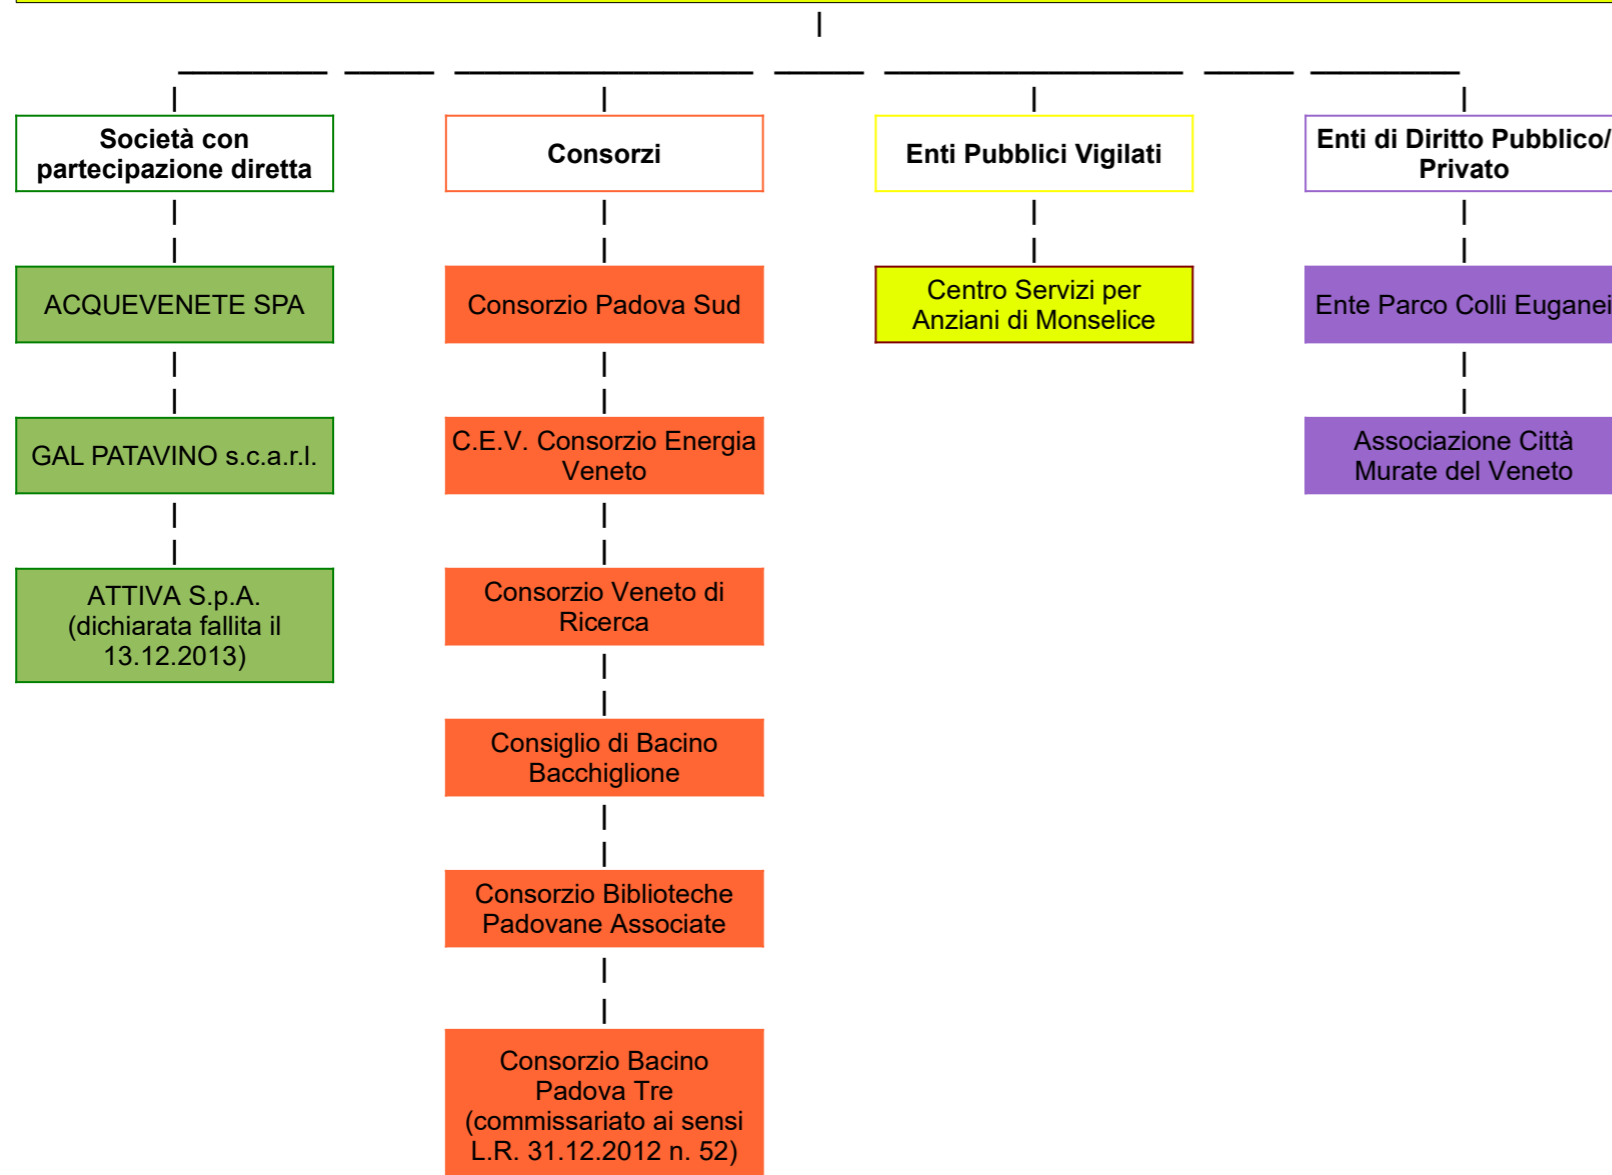 Società con
partecipazione diretta
Consorzi
Enti Pubblici Vigilati
Enti di Diritto Pubblico/
Privato
ACQUEVENETE SPA
Consorzio Padova Sud
Centro Servizi per
Anziani di Monselice
Ente Parco Colli Euganei
GAL PATAVINO s.c.a.r.l.
C.E.V. Consorzio Energia
Veneto
Associazione Città
Murate del Veneto
ATTIVA S.p.A.
(dichiarata fallita il
13.12.2013)
Consorzio Veneto di
Ricerca
Consiglio di Bacino
Bacchiglione
Consorzio Biblioteche
Padovane Associate
Consorzio Bacino
Padova Tre
(commissariato ai sensi
L.R. 31.12.2012 n. 52)